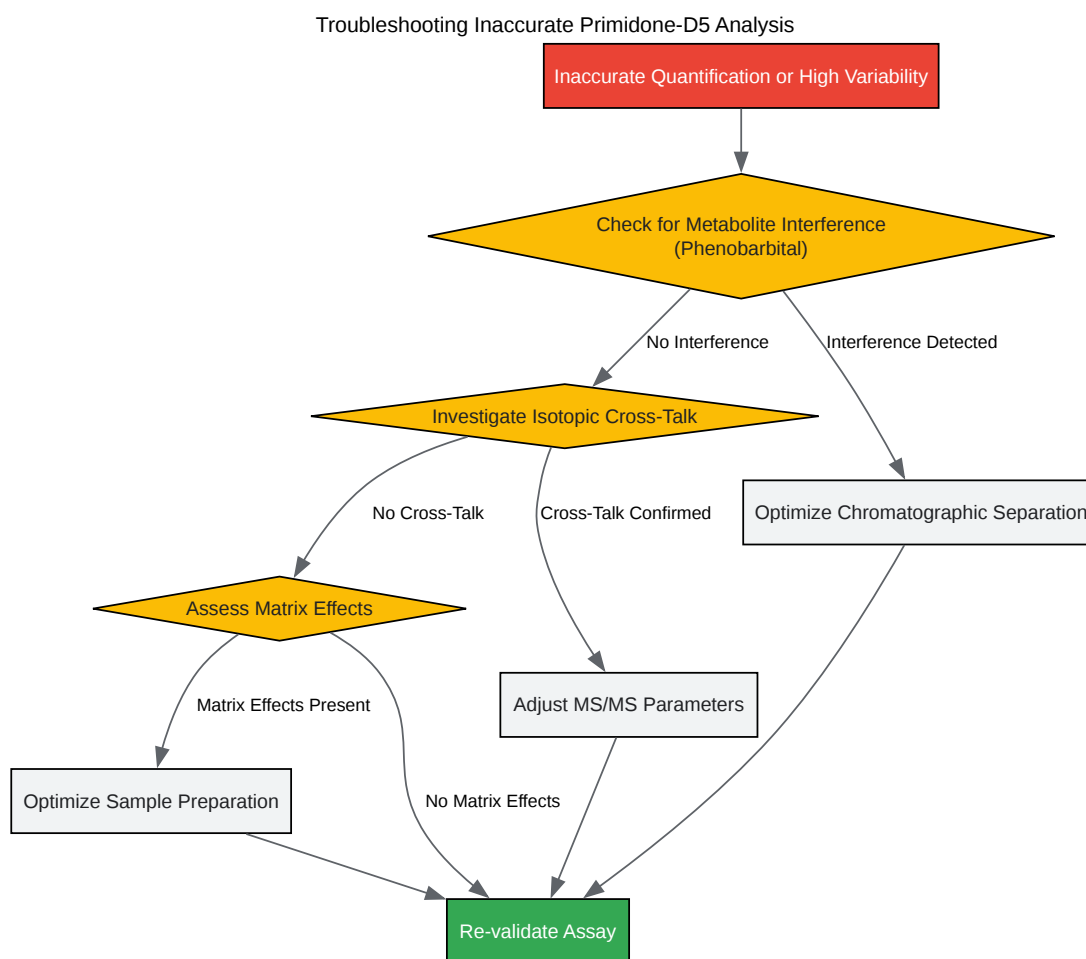 Troubleshooting Inaccurate Primidone-D5 Analysis
Inaccurate Quantification or High Variability
Check for Metabolite Interference
(Phenobarbital)
No Interference
Interference Detected
Investigate Isotopic Cross-Talk
No Cross-Talk
Cross-Talk Confirmed
Optimize Chromatographic Separation
Assess Matrix Effects
Matrix Effects Present
Adjust MS/MS Parameters
Optimize Sample Preparation
No Matrix Effects
Re-validate Assay